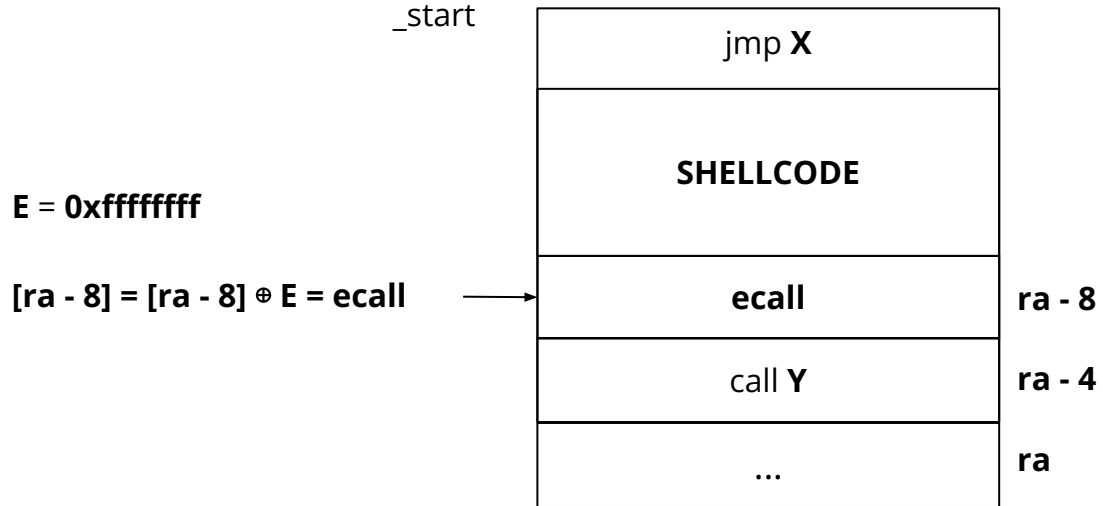 _start
jmp X
SHELLCODE
E = 0xffffffff
[ra - 8] = [ra - 8] ⊕ E = ecall
ecall
ra - 8
call Y
ra - 4
...
ra